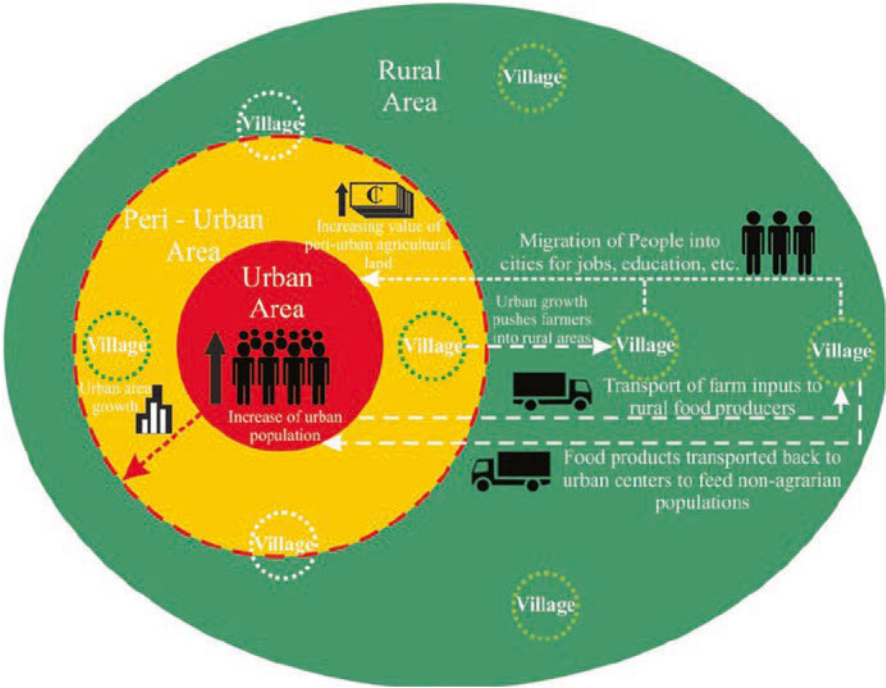 Rural
Area
Village
Village
Peri - Urban
Area
₵
Increasing value of
peri-urban agricultural
land
Urban
Area
Migration of People into
cities for jobs, education, etc.
Urban growth
pushes farmers
into rural areas
Village
Village
Village
Village
Urban area
growth
Increase of urban
population
Transport of farm inputs to
rural food producers
Food products transported back to
urban centers to feed non-agrarian
populations
Village
Village